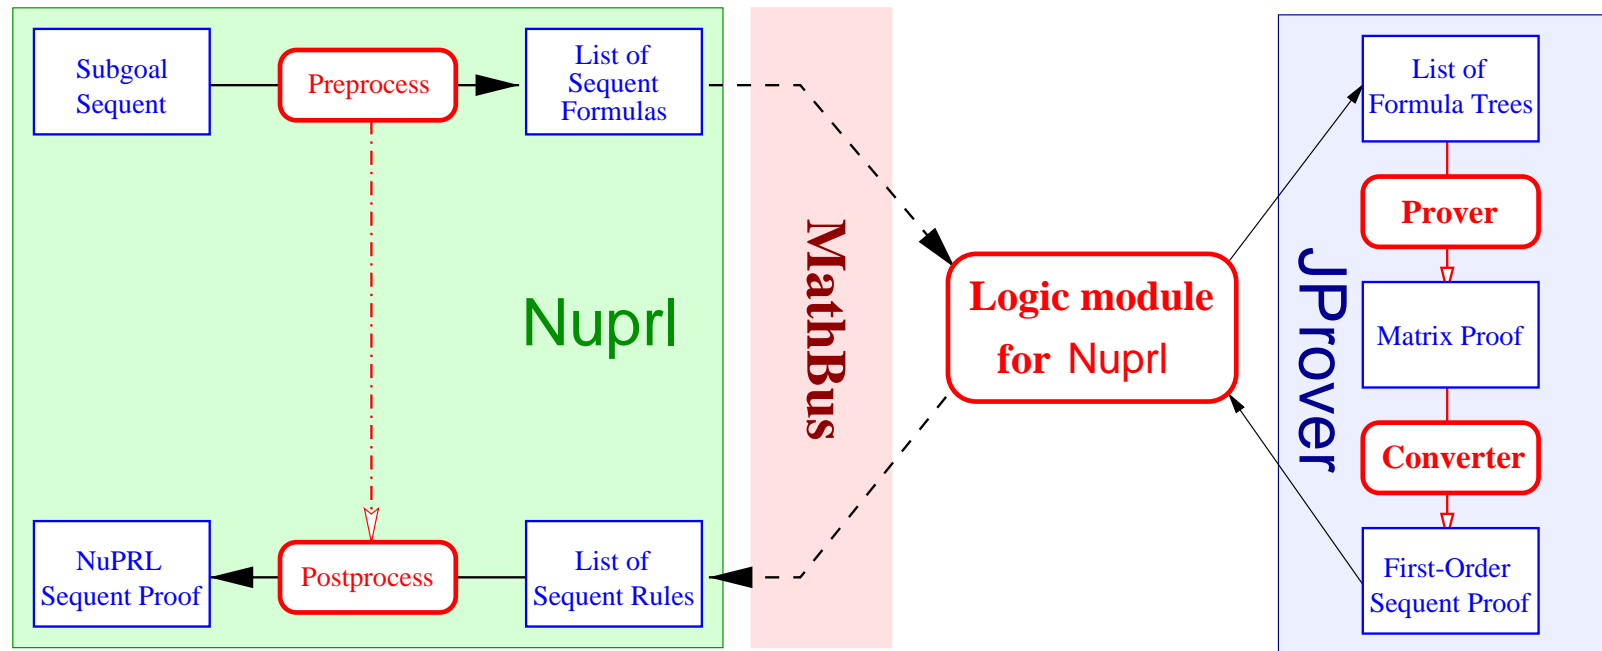 Subgoal
Sequent
Preprocess
List of
Sequent
Formulas
Nuprl
NuPRL
Sequent Proof
Postprocess
List of
Sequent Rules
MathBus
Logic module
for Nuprl
JProver
List of
Formula Trees
Prover
Matrix Proof
Converter
First-Order
Sequent Proof